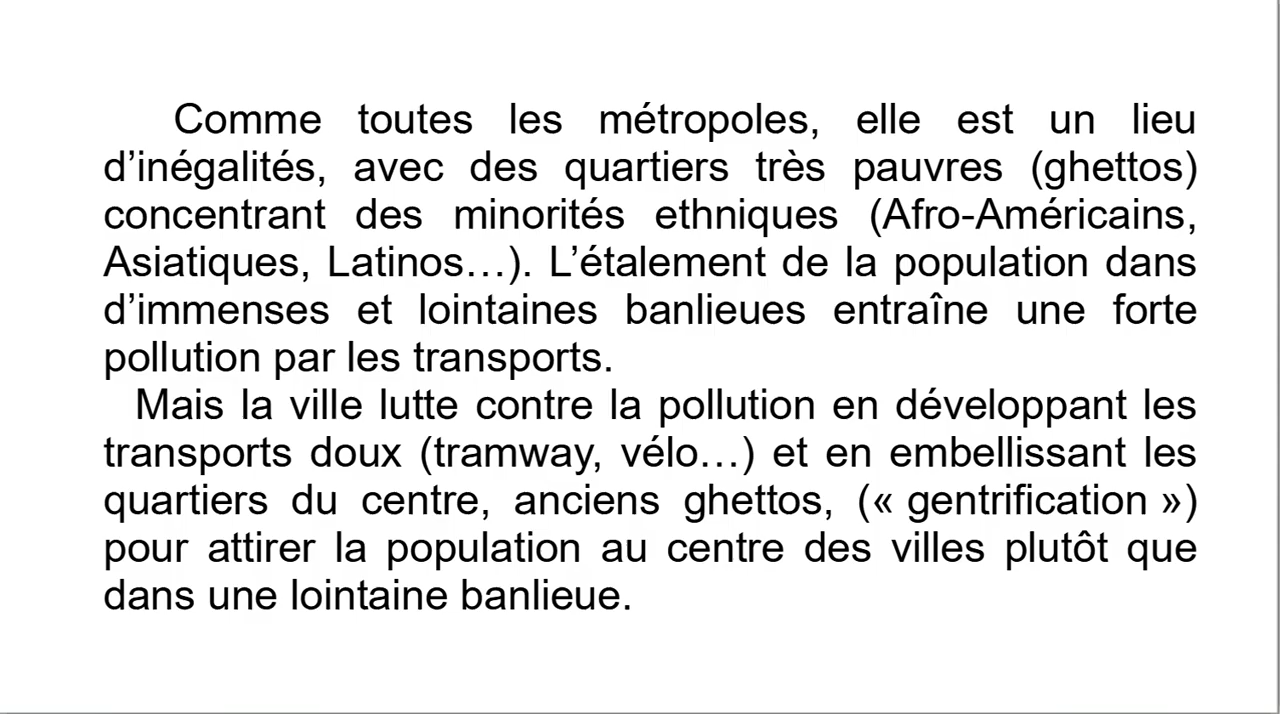 Comme toutes les métropoles, elle est un lieu
d’inégalités, avec des quartiers très pauvres (ghettos)
concentrant des minorités ethniques (Afro-Américains,
Asiatiques, Latinos…). L’étalement de la population dans
d’immenses et lointaines banlieues entraîne une forte
pollution par les transports.
Mais la ville lutte contre la pollution en développant les
transports doux (tramway, vélo…) et en embellissant les
quartiers du centre, anciens ghettos, (« gentrification »)
pour attirer la population au centre des villes plutôt que
dans une lointaine banlieue.